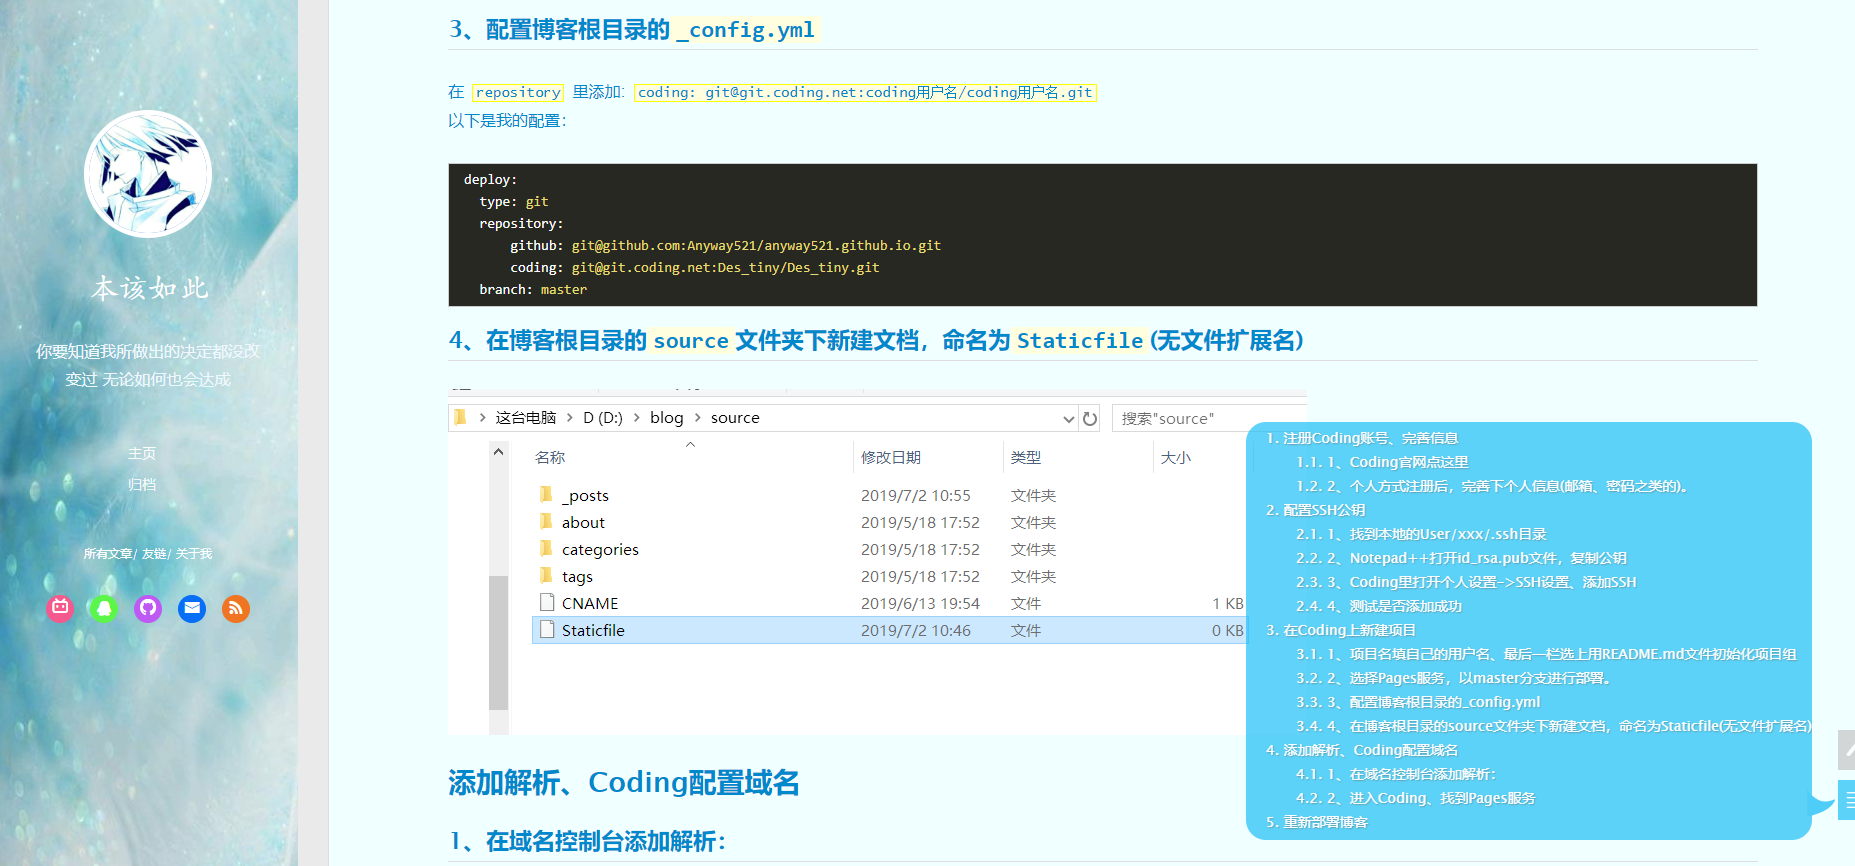 本该如此
你要知道我所做出的决定都没改
变过 无论如何也会达成
主页
归档
所有文章/ 友链/ 关于我
3、配置博客根目录的 _config.yml
在 repository 里添加: coding: git@git.coding.net:coding用户名/coding用户名.git
以下是我的配置：
deploy:
type: git
repository:
github: git@github.com:Anyway521/anyway521.github.io.git
coding: git@git.coding.net:Des_tiny/Des_tiny.git
branch: master
4、在博客根目录的 source 文件夹下新建文档，命名为 Staticfile (无文件扩展名)
这台电脑 > D (D:) > blog > source
搜索"source"
名称 修改日期 类型 大小
_posts 2019/7/2 10:55 文件夹
about 2019/5/18 17:52 文件夹
categories 2019/5/18 17:52 文件夹
tags 2019/5/18 17:52 文件夹
CNAME 2019/6/13 19:54 文件 1 KB
Staticfile 2019/7/2 10:46 文件 0 KB
添加解析、Coding配置域名
1、在域名控制台添加解析：
1. 注册Coding账号、完善信息
1.1. 1、Coding官网点这里
1.2. 2、个人方式注册后，完善下个人信息(邮箱、密码之类的)。
2. 配置SSH公钥
2.1. 1、找到本地的User/xxx/.ssh目录
2.2. 2、Notepad++打开id_rsa.pub文件，复制公钥
2.3. 3、Coding里打开个人设置->SSH设置、添加SSH
2.4. 4、测试是否添加成功
3. 在Coding上新建项目
3.1. 1、项目名填自己的用户名、最后一栏选上用README.md文件初始化项目组
3.2. 2、选择Pages服务，以master分支进行部署。
3.3. 3、配置博客根目录的_config.yml
3.4. 4、在博客根目录的source文件夹下新建文档，命名为Staticfile(无文件扩展名)
4. 添加解析、Coding配置域名
4.1. 1、在域名控制台添加解析：
4.2. 2、进入Coding、找到Pages服务
5. 重新部署博客